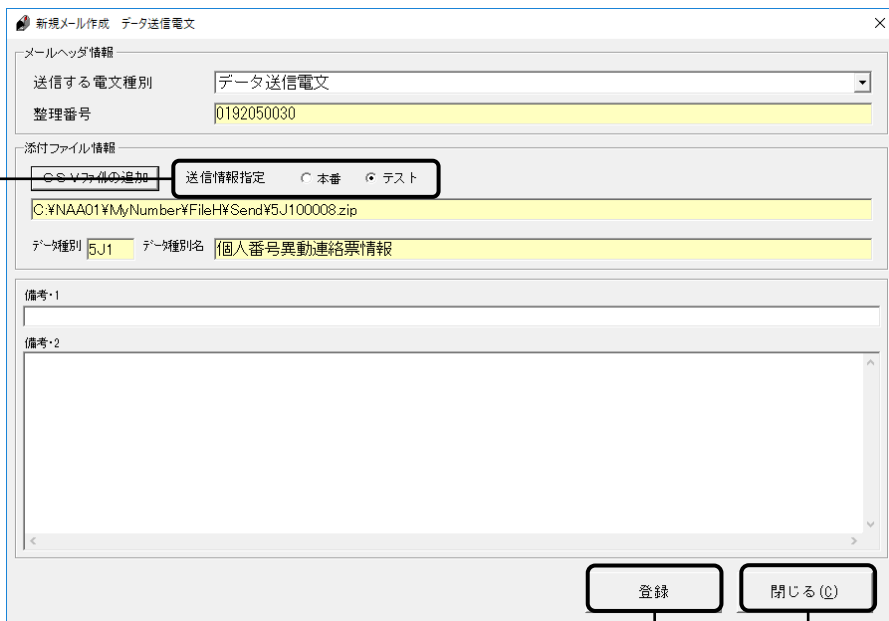 新規メール作成 データ送信電文
メールヘッダ情報
送信する電文種別 データ送信電文
整理番号 0192050030
添付ファイル情報
CSVファイルの追加 送信情報指定 本番 テスト
C:¥NAA01¥MyNumber¥FileH¥Send¥5J100008.zip
データ種別 5J1 データ種別名 個人番号異動連絡票情報
備考・1
備考・2
登録 閉じる(C)